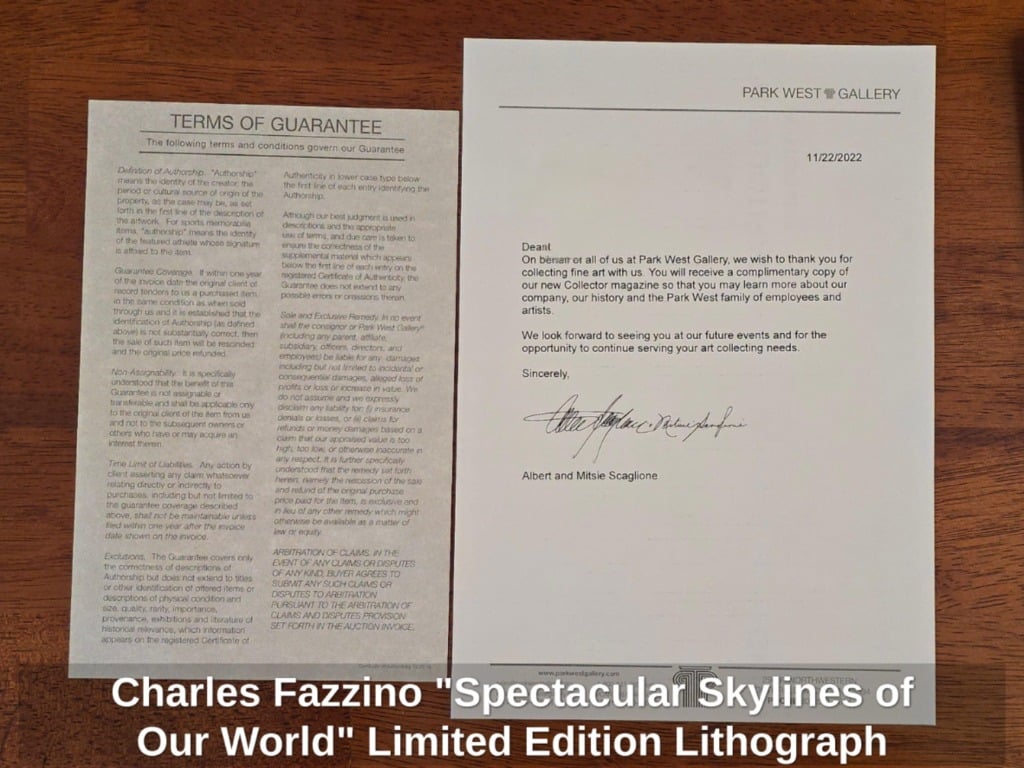 TERMS OF GUARANTEE
The following terms and conditions govern our Guarantee
Definition of Authorship. "Authorship"
means the identity of the creator, the
period or cultural source of origin of the
property, as the case may be, as set
forth in the first line of the description of
the artwork. For sports memorabilia
items, "authorship" means the identity
of the featured athlete whose signature
is affixed to the item.
Guarantee Coverage. If within one year
of the invoice date the original client of
record tenders to us a purchased item,
in the same condition as when sold
through us and it is established that the
identification of Authorship (as defined
above) is not substantially correct, then
the sale of such item will be rescinded
and the original price refunded.
Non-Assignability. It is specifically
understood that the benefit of this
Guarantee is not assignable or
transferable and shall be applicable only
to the original client of the item from us
and not to the subsequent owners or
others who have or may acquire an
interest therein.
Time Limit of Liabilities. Any action by
client asserting any claim whatsoever
relating directly or indirectly to
purchases, including but not limited to
the guarantee coverage described
above, shall not be maintainable unless
filed within one year after the invoice
date shown on the invoice.
Exclusions. The Guarantee covers only
the correctness of descriptions of
Authorship but does not extend to titles
or other identification of offered items or
descriptions of physical condition and
size, quality, rarity, importance,
provenance, exhibitions and literature of
historical relevance, which information
appears on the registered Certificate of
Authenticity in lower case type below
the first line of each entry identifying the
Authorship.
Although our best judgment is used in
descriptions and the appropriate
use of terms, and due care is taken to
ensure the correctness of the
supplemental material which appears
below the first line of each entry on the
registered Certificate of Authenticity, the
Guarantee does not extend to any
possible errors or omissions therein.
Sole and Exclusive Remedy. In no event
shall the consignor or Park West Gallery®
(including any parent, affiliate,
subsidiary, officers, directors, and
employees) be liable for any damages
including but not limited to incidental or
consequential damages, alleged loss of
profits or loss or increase in value. We
do not assume and we expressly
disclaim any liability for: (i) insurance
denials or losses, or (ii) claims for
refunds or money damages based on a
claim that our appraised value was too
high, too low, or otherwise inaccurate in
any respect. It is further specifically
understood that the remedy set forth
herein, namely the rescission of the sale
and refund of the original purchase
price paid for the item, is exclusive and
in lieu of any other remedy which might
otherwise be available as a matter of
law or equity.
ARBITRATION OF CLAIMS. IN THE
EVENT OF ANY CLAIMS OR DISPUTES
OF ANY KIND, BUYER AGREES TO
SUBMIT ANY SUCH CLAIMS OR
DISPUTES TO ARBITRATION
PURSUANT TO THE ARBITRATION OF
CLAIMS AND DISPUTES PROVISION
SET FORTH IN THE AUCTION INVOICE.
PARK WEST GALLERY
11/22/2022
Dear
On behalf of all of us at Park West Gallery, we wish to thank you for
collecting fine art with us. You will receive a complimentary copy of
our new Collector magazine so that you may learn more about our
company, our history and the Park West family of employees and
artists.
We look forward to seeing you at our future events and for the
opportunity to continue serving your art collecting needs.
Sincerely,
Albert and Mitsie Scaglione
www.parkwestgallery.com
NORTHWESTERN
Charles Fazzino "Spectacular Skylines of
Our World" Limited Edition Lithograph